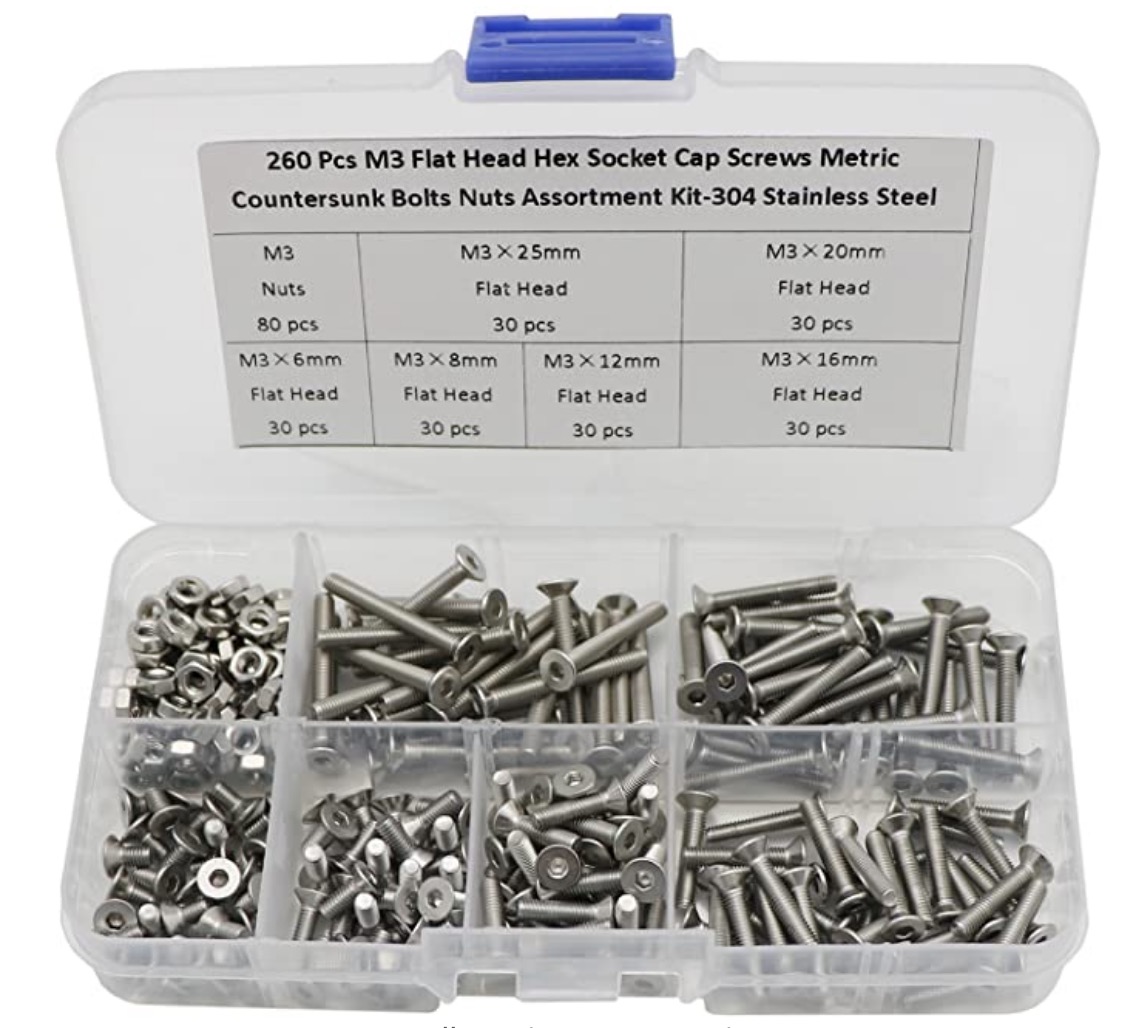 260 Pcs M3 Flat Head Hex Socket Cap Screws Metric
Countersunk Bolts Nuts Assortment Kit-304 Stainless Steel
M3
Nuts
80 pcs
M3×25mm
Flat Head
30 pcs
M3×20mm
Flat Head
30 pcs
M3×6mm
Flat Head
30 pcs
M3×8mm
Flat Head
30 pcs
M3×12mm
Flat Head
30 pcs
M3×16mm
Flat Head
30 pcs